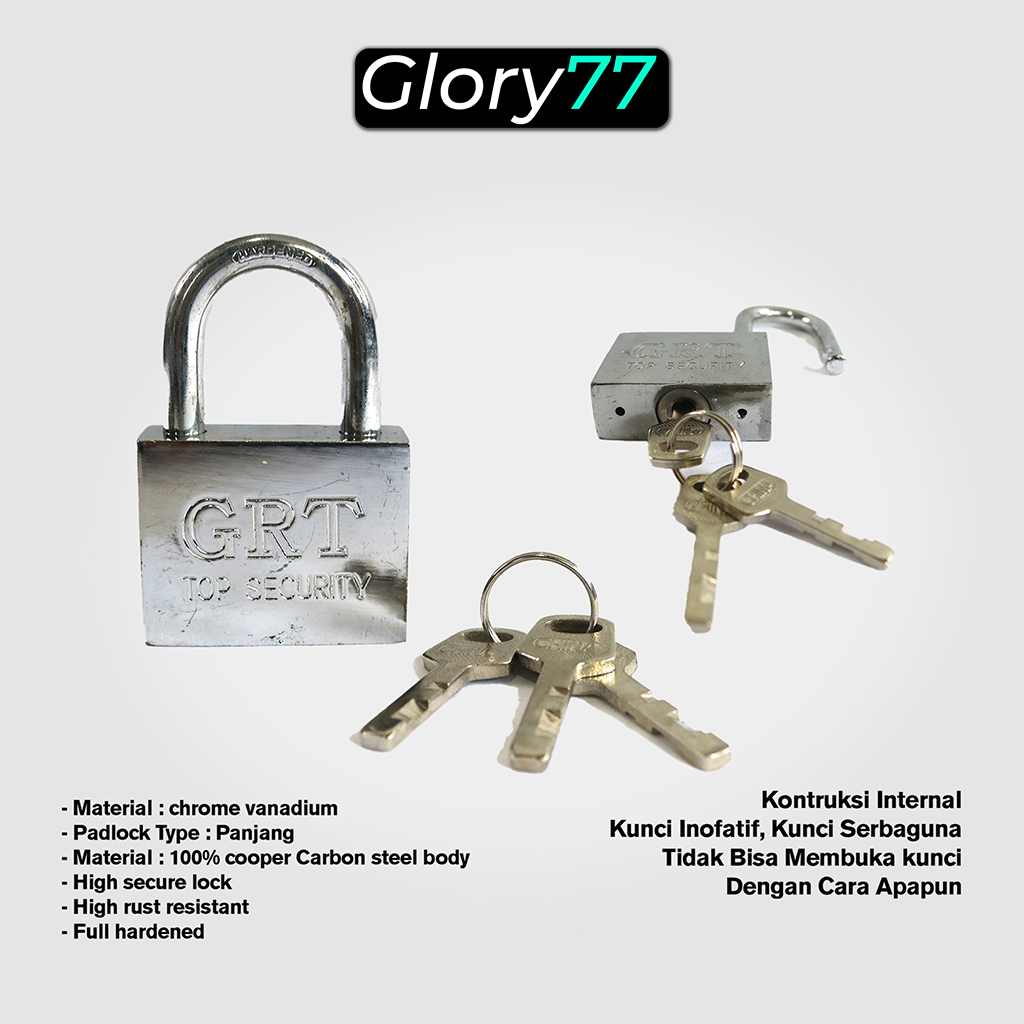 Glory77
HARDENED
GRT
TOP SECURITY
GRT
TOP SECURITY
- Material : chrome vanadium
- Padlock Type : Panjang
- Material : 100% cooper Carbon steel body
- High secure lock
- High rust resistant
- Full hardened
Kontruksi Internal
Kunci Inofatif, Kunci Serbaguna
Tidak Bisa Membuka kunci
Dengan Cara Apapun